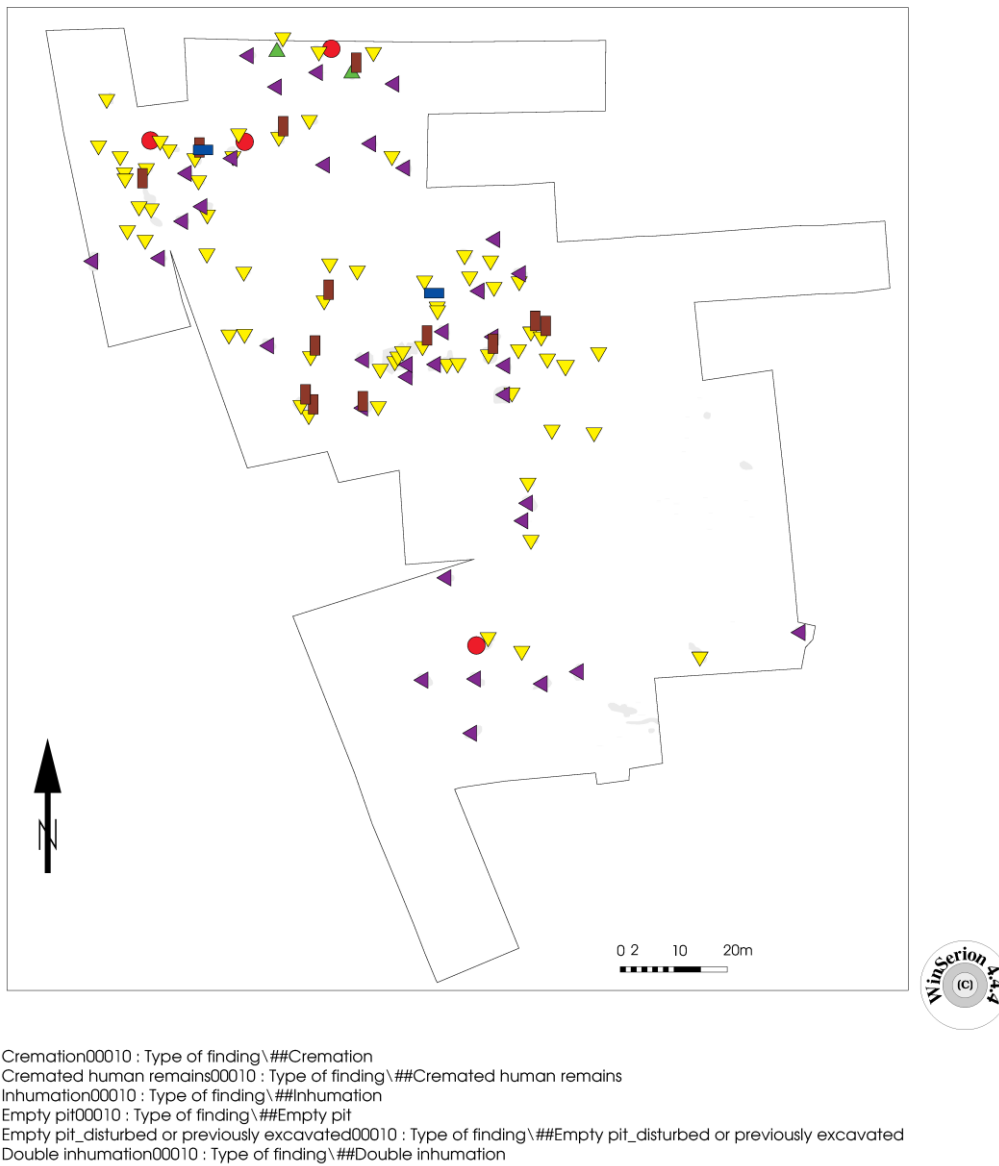 N
0 2 10 20m
WinSerion 4.4.4
(C)
Cremation00010 : Type of finding\##Cremation
Cremated human remains00010 : Type of finding\##Cremated human remains
Inhumation00010 : Type of finding\##Inhumation
Empty pit00010 : Type of finding\##Empty pit
Empty pit_disturbed or previously excavated00010 : Type of finding\##Empty pit_disturbed or previously excavated
Double inhumation00010 : Type of finding\##Double inhumation